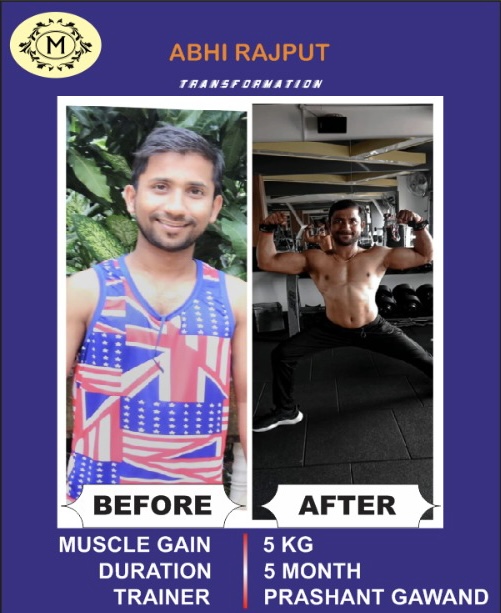 M
ABHI RAJPUT
TRANSFORMATION
BEFORE
AFTER
MUSCLE GAIN 5 KG
DURATION 5 MONTH
TRAINER PRASHANT GAWAND